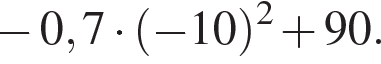 − 0,7 · (−10)² + 90.